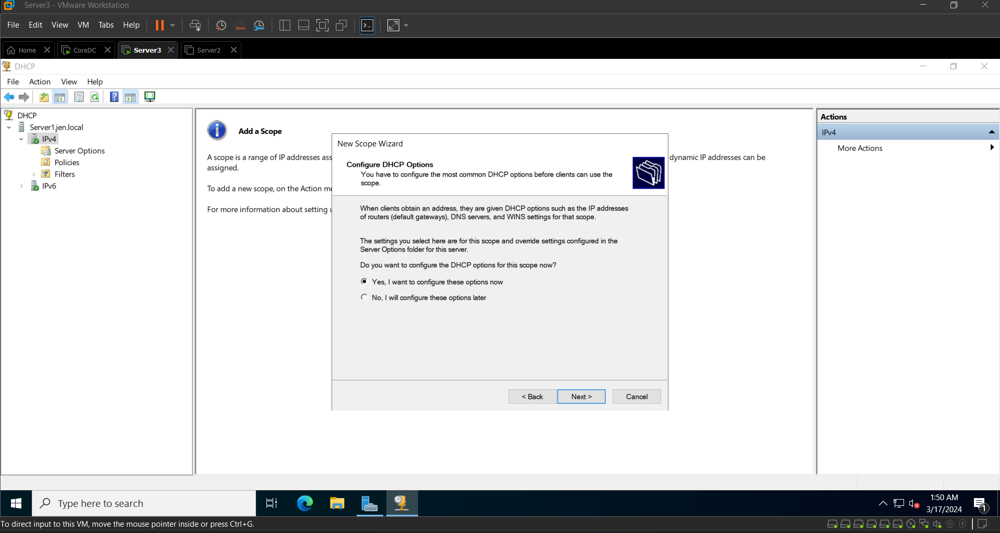 Server3 - VMware Workstation
File Edit View VM Tabs Help
Home CoreDC Server3 Server2
DHCP
File Action View Help
DHCP
Server1.jen.local
IPv4
Server Options
Policies
Filters
IPv6
Add a Scope
A scope is a range of IP addresses ass
dynamic IP addresses can be
assigned.
To add a new scope, on the Action me
For more information about setting u
New Scope Wizard
Configure DHCP Options
You have to configure the most common DHCP options before clients can use the
scope.
When clients obtain an address, they are given DHCP options such as the IP addresses
of routers (default gateways), DNS servers, and WINS settings for that scope.
The settings you select here are for this scope and override settings configured in the
Server Options folder for this server.
Do you want to configure the DHCP options for this scope now?
Yes, I want to configure these options now
No, I will configure these options later
< Back Next > Cancel
Actions
IPv4
More Actions
Type here to search
1:50 AM
3/17/2024
1
To direct input to this VM, move the mouse pointer inside or press Ctrl+G.